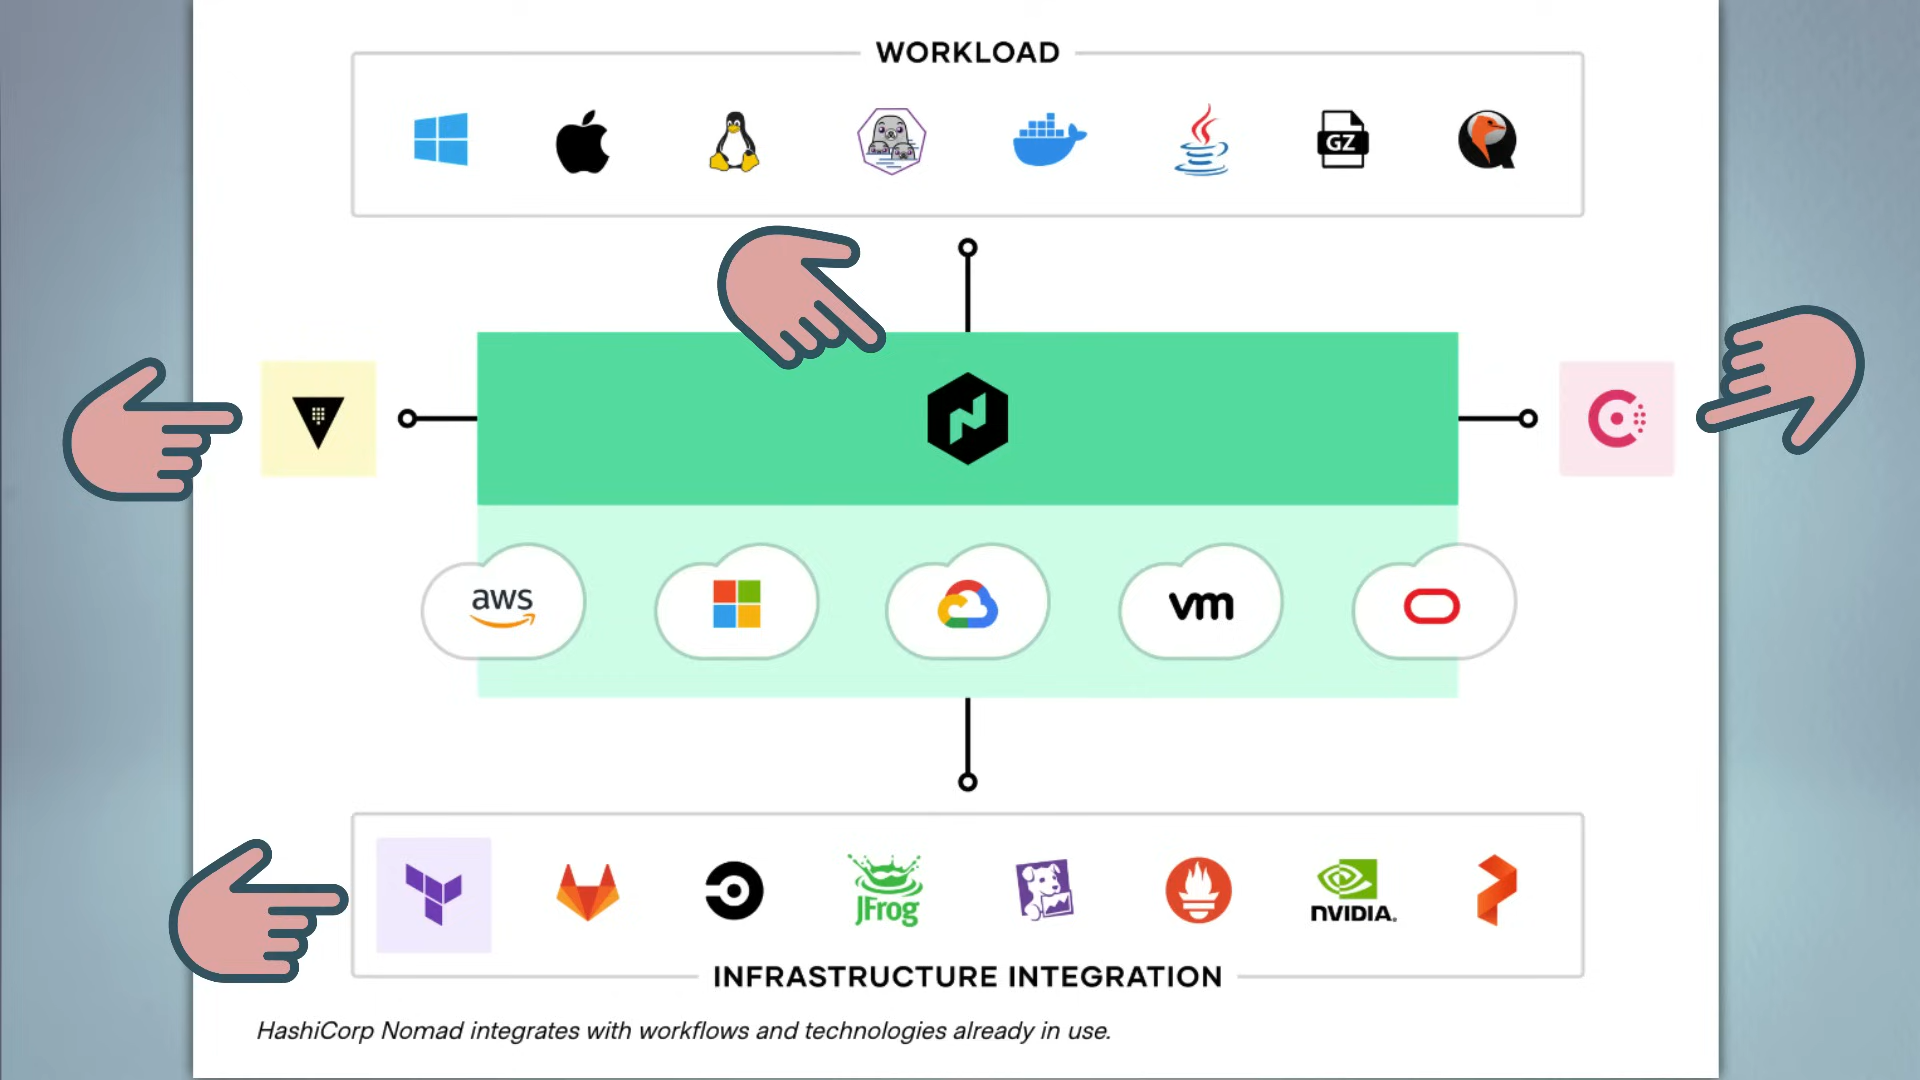 WORKLOAD
GZ
aws
vm
JFrog
NVIDIA.
INFRASTRUCTURE INTEGRATION
HashiCorp Nomad integrates with workflows and technologies already in use.